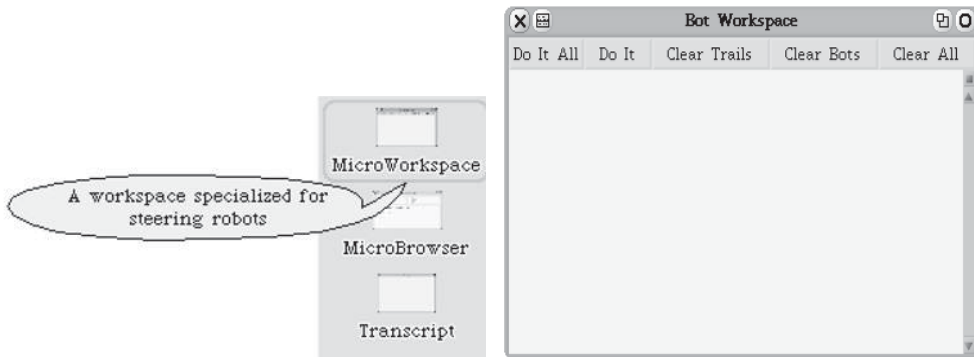 MicroWorkspace
A workspace specialized for
steering robots
MicroBrowser
Transcript
Bot Workspace
Do It All Do It Clear Trails Clear Bots Clear All